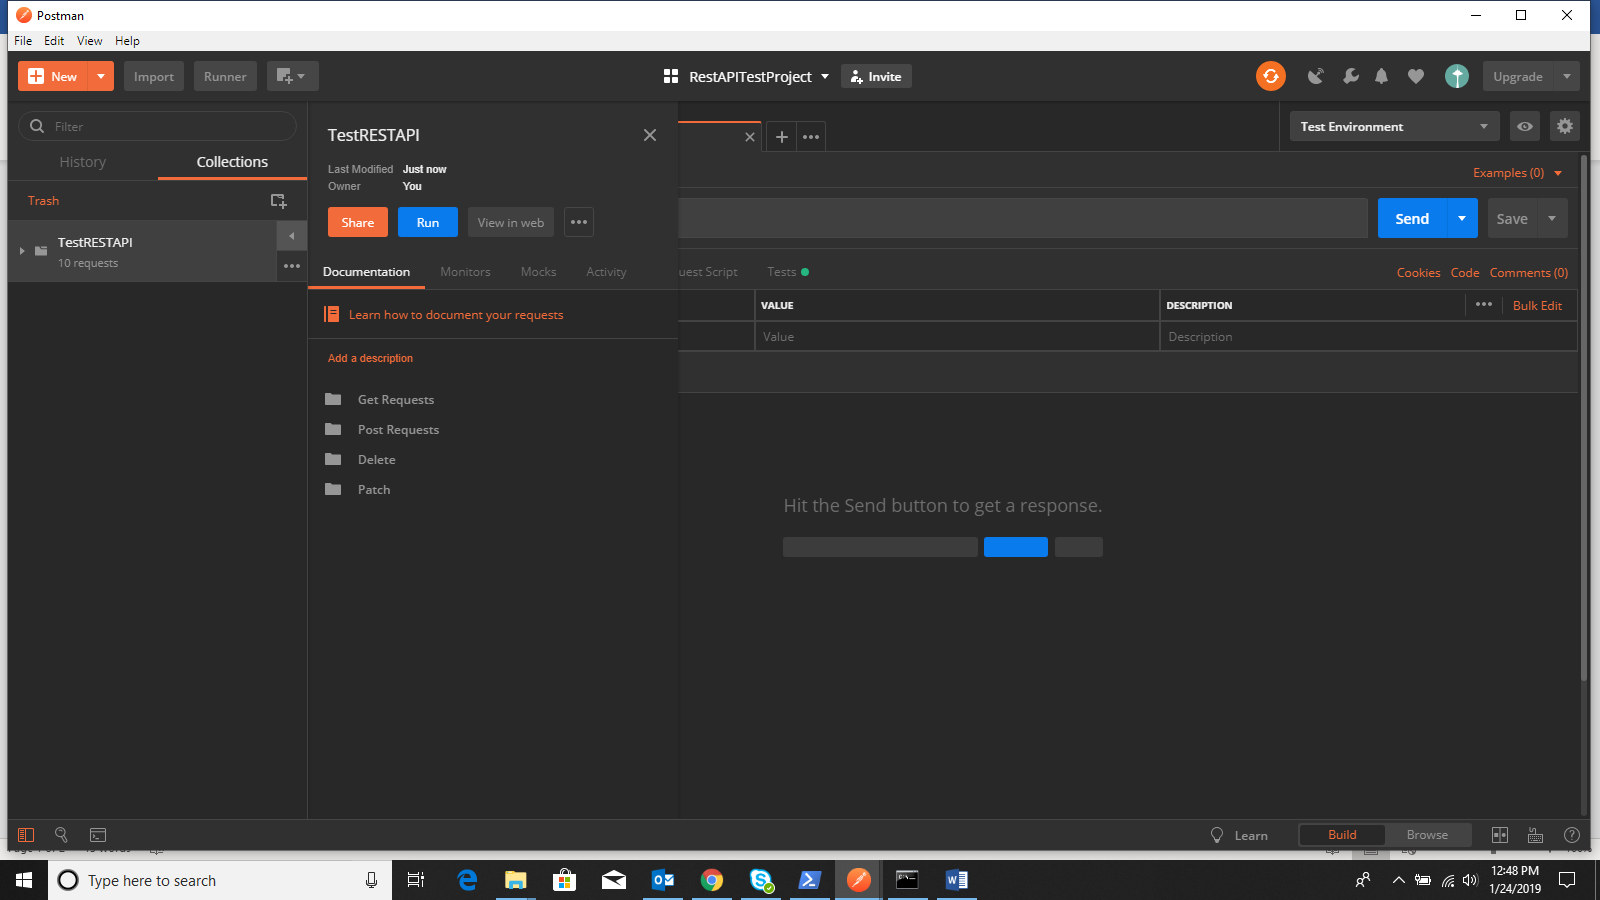 Postman
File Edit View Help
New Import Runner RestAPITestProject Invite Upgrade
Filter
History Collections
Trash
TestRESTAPI
10 requests
TestRESTAPI
Last Modified Just now
Owner You
Share Run View in web
Documentation Monitors Mocks Activity
Learn how to document your requests
Add a description
Get Requests
Post Requests
Delete
Patch
Test Environment
Examples (0)
Send Save
uest Script Tests Cookies Code Comments (0)
VALUE DESCRIPTION Bulk Edit
Value Description
Hit the Send button to get a response.
Learn Build Browse
Type here to search
12:48 PM
1/24/2019